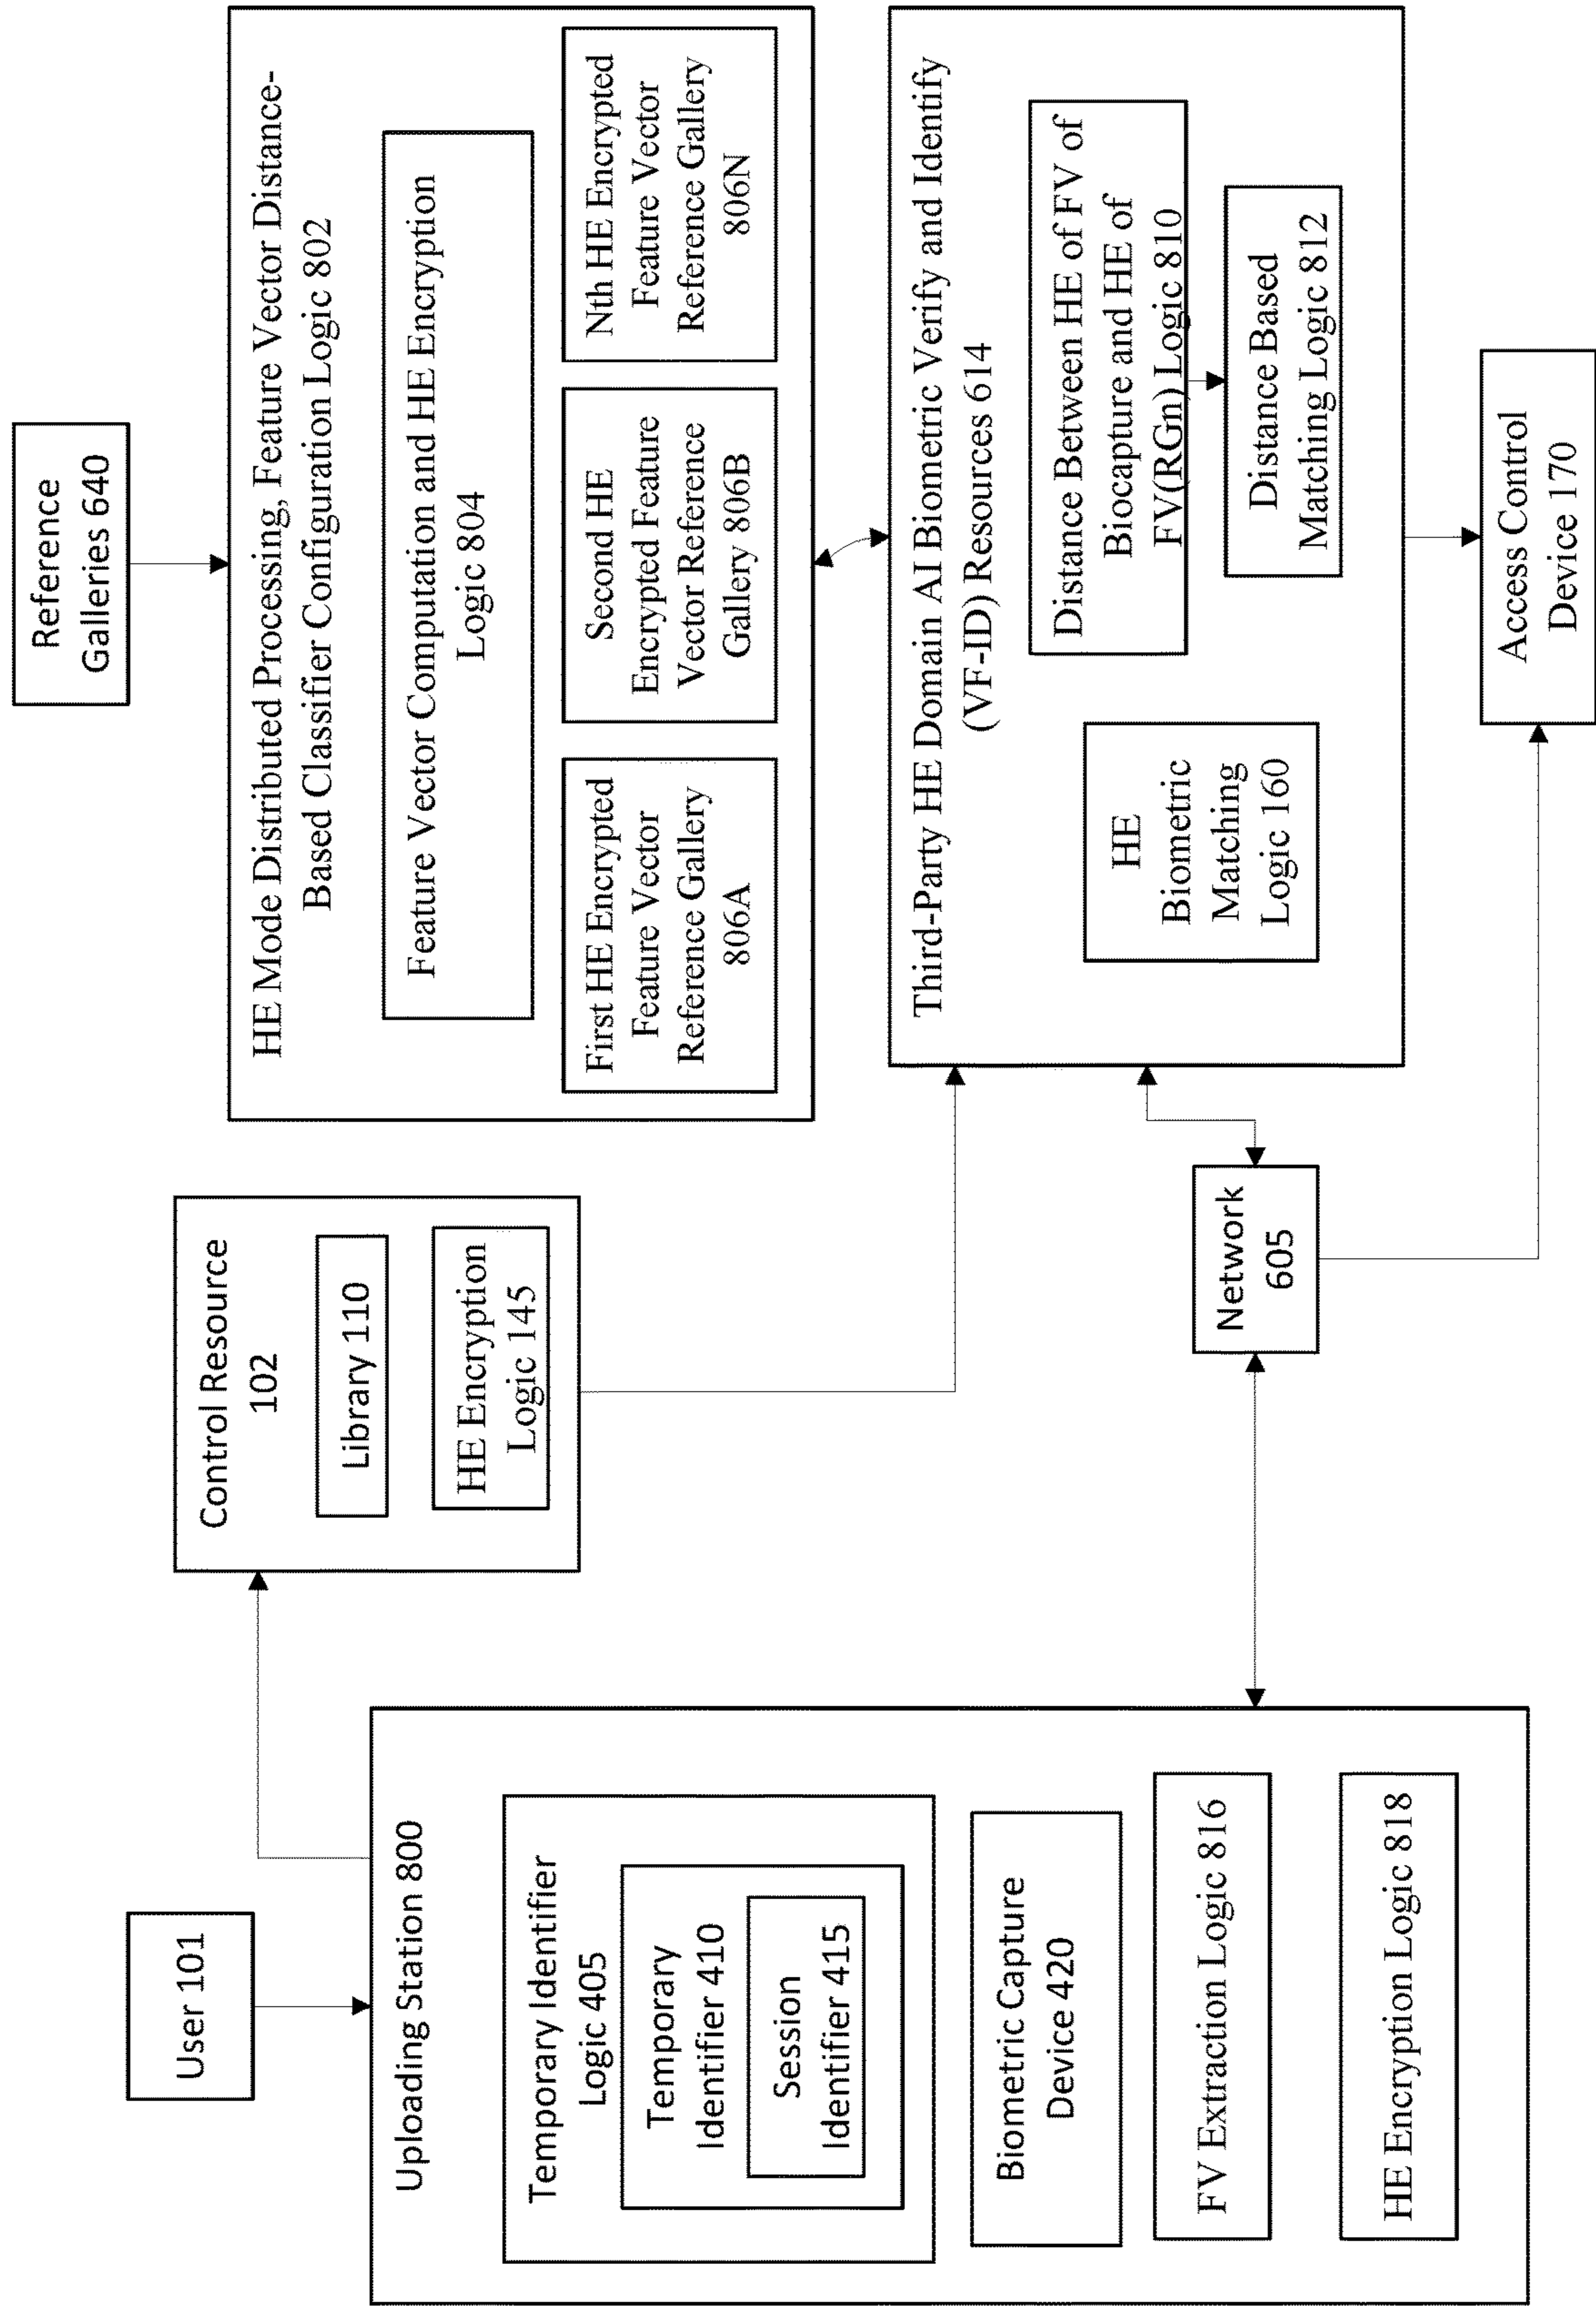 User 101
Uploading Station 800
Temporary Identifier
Logic 405
Temporary
Identifier 410
Session
Identifier 415
Biometric Capture
Device 420
FV Extraction Logic 816
HE Encryption Logic 818
Control Resource
102
Library 110
HE Encryption
Logic 145
Network
605
Reference
Galleries 640
HE Mode Distributed Processing, Feature Vector Distance-
Based Classifier Configuration Logic 802
Feature Vector Computation and HE Encryption
Logic 804
First HE Encrypted
Feature Vector
Reference Gallery
806A
Second HE
Encrypted Feature
Vector Reference
Gallery 806B
Nth HE Encrypted
Feature Vector
Reference Gallery
806N
Third-Party HE Domain AI Biometric Verify and Identify
(VF-ID) Resources 614
HE
Biometric
Matching
Logic 160
Distance Between HE of FV of
Biocapture and HE of
FV(RGn) Logic 810
Distance Based
Matching Logic 812
Access Control
Device 170